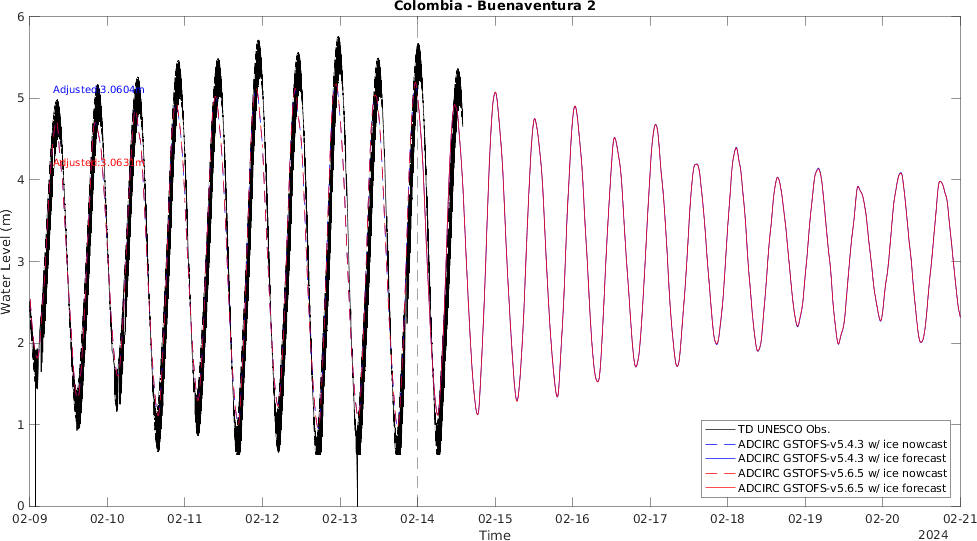 Colombia - Buenaventura 2
Water Level (m)
6
5
4
3
2
1
0
Adjusted:3.0604m
02-09 02-10 02-11 02-12 02-13 02-14 02-15 02-16 02-17 02-18 02-19 02-20 02-21
Time
2024
TD UNESCO Obs.
ADCIRC GSTOFS-v5.4.3 w/ ice nowcast
ADCIRC GSTOFS-v5.4.3 w/ ice forecast
ADCIRC GSTOFS-v5.6.5 w/ ice nowcast
ADCIRC GSTOFS-v5.6.5 w/ ice forecast